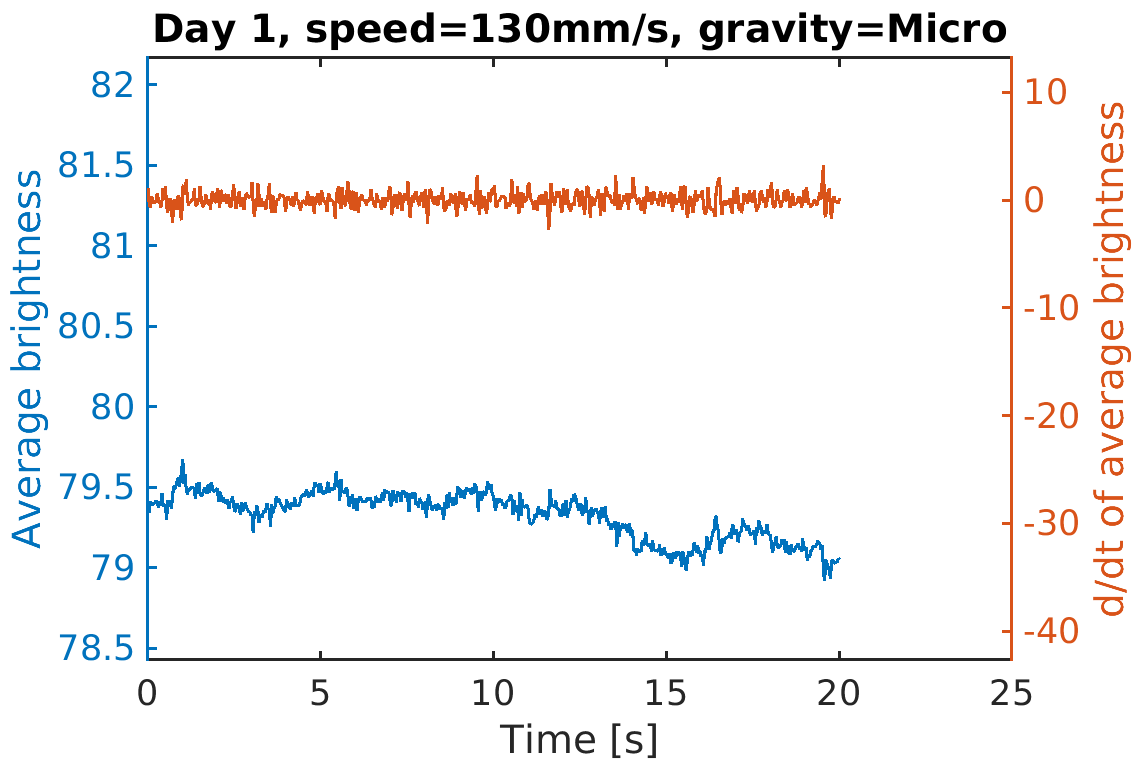 Day 1, speed=130mm/s, gravity=Micro
Average brightness
82
81.5
81
80.5
80
79.5
79
78.5
10
0
-10
-20
-30
-40
d/dt of average brightness
0 5 10 15 20 25
Time [s]